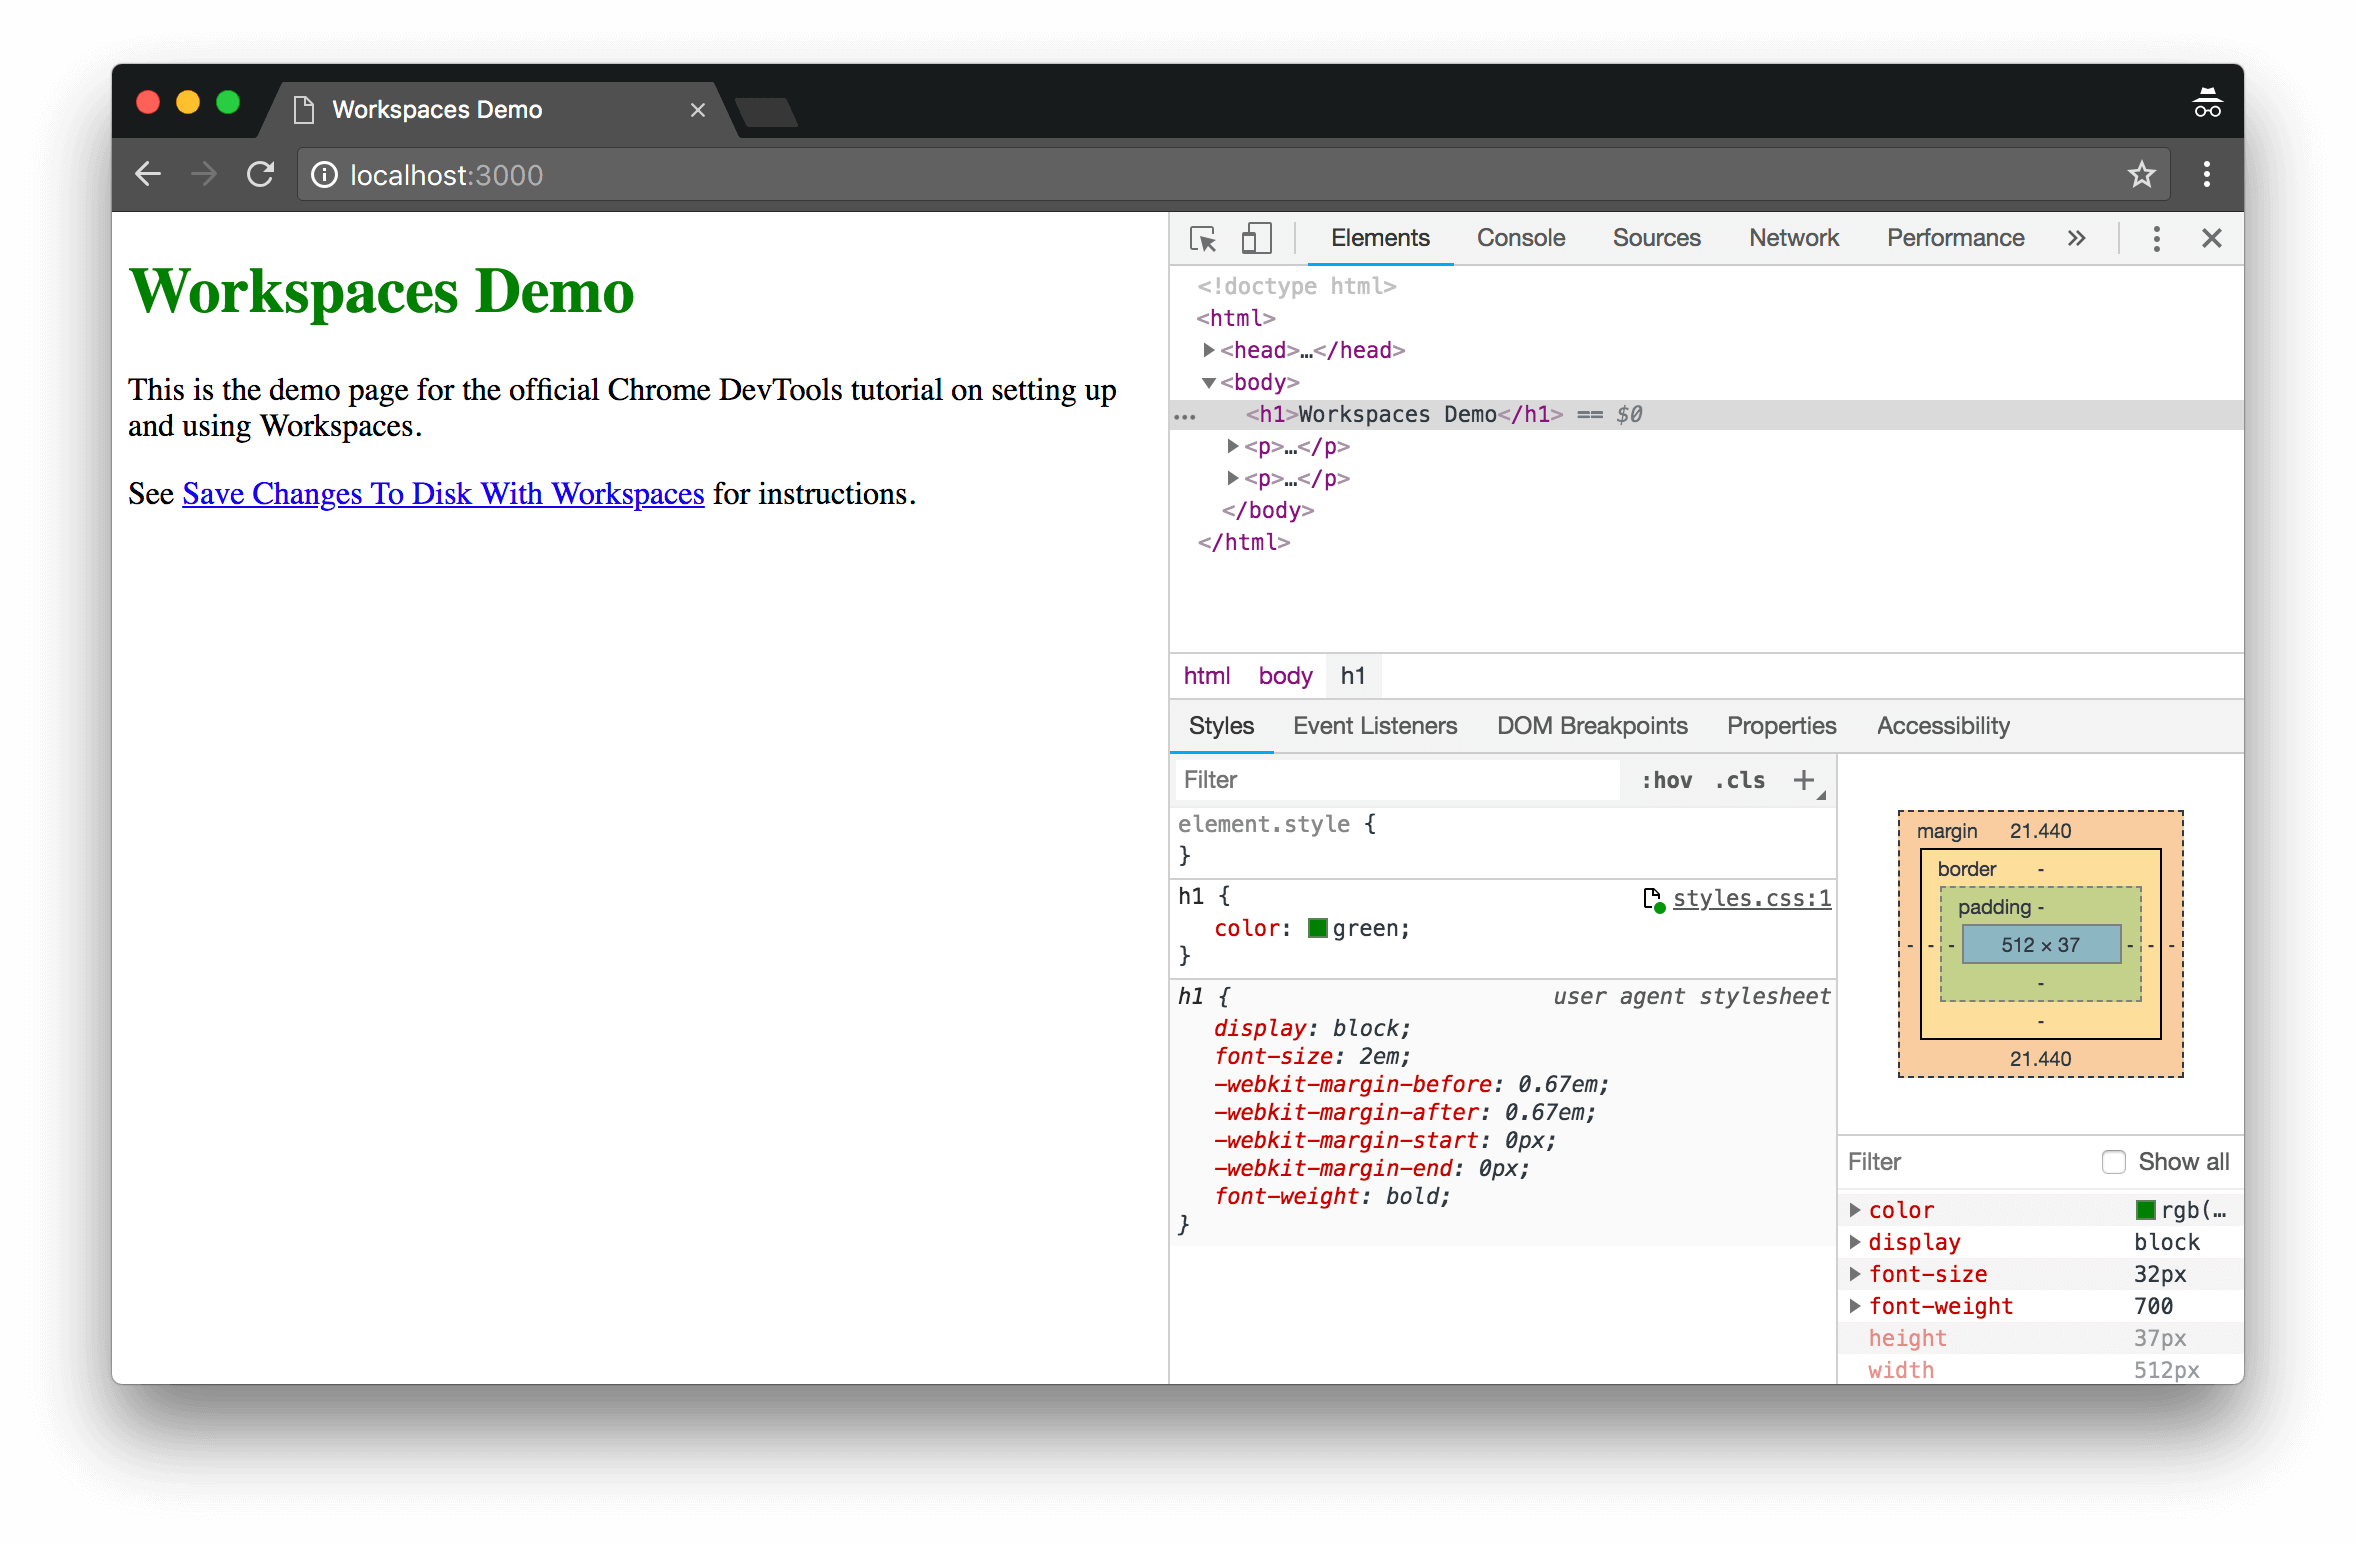 Workspaces Demo
localhost:3000
Workspaces Demo
This is the demo page for the official Chrome DevTools tutorial on setting up
and using Workspaces.
See Save Changes To Disk With Workspaces for instructions.
Elements Console Sources Network Performance »
<!doctype html>
<html>
<head>…</head>
<body>
… <h1>Workspaces Demo</h1> == $0
<p>…</p>
<p>…</p>
</body>
</html>
html body h1
Styles Event Listeners DOM Breakpoints Properties Accessibility
Filter :hov .cls +
element.style {
}
h1 { styles.css:1
color: green;
}
h1 { user agent stylesheet
display: block;
font-size: 2em;
-webkit-margin-before: 0.67em;
-webkit-margin-after: 0.67em;
-webkit-margin-start: 0px;
-webkit-margin-end: 0px;
font-weight: bold;
}
margin 21.440
border -
padding -
- - - 512 × 37 - - -
-
-
21.440
Filter Show all
color rgb(…
display block
font-size 32px
font-weight 700
height 37px
width 512px